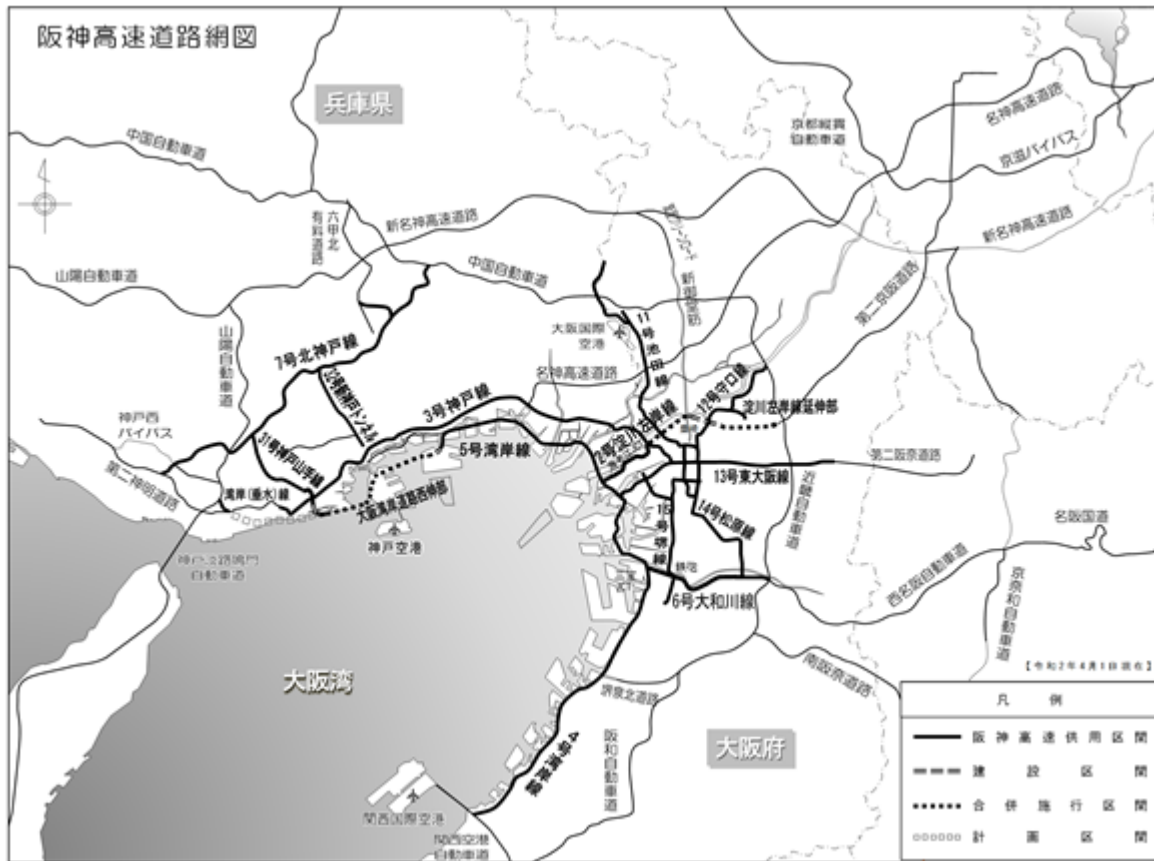 阪神高速道路網図
兵庫県
中国自動車道
京都縦貫
自動車道
名神高速道路
京滋バイパス
六甲北
有料道路
新名神高速道路
新名神高速道路
山陽自動車道
中国自動車道
新御堂筋
第二京阪道路
山陽自動車道
7号北神戸線
大阪国際
空港
11号池田線
名神高速道路
32号新神戸トンネル
3号神戸線
12号守口線
淀川左岸線延伸部
2号淀川左岸線
神戸西
バイパス
31号神戸山手線
5号湾岸線
第二阪奈道路
13号東大阪線
近畿自動車道
第二神明道路
湾岸(垂水)線
大阪湾岸道路西伸部
神戸空港
14号松原線
15号堺線
名阪国道
神戸淡路鳴門
自動車道
6号大和川線
西名阪自動車道
京奈和自動車道
【令和2年4月1日現在】
大阪湾
堺泉北道路
南阪奈道路
阪和自動車道
大阪府
4号湾岸線
関西国際空港
関西空港
自動車道
凡例
阪神高速供用区間
建設区間
合併施行区間
計画区間